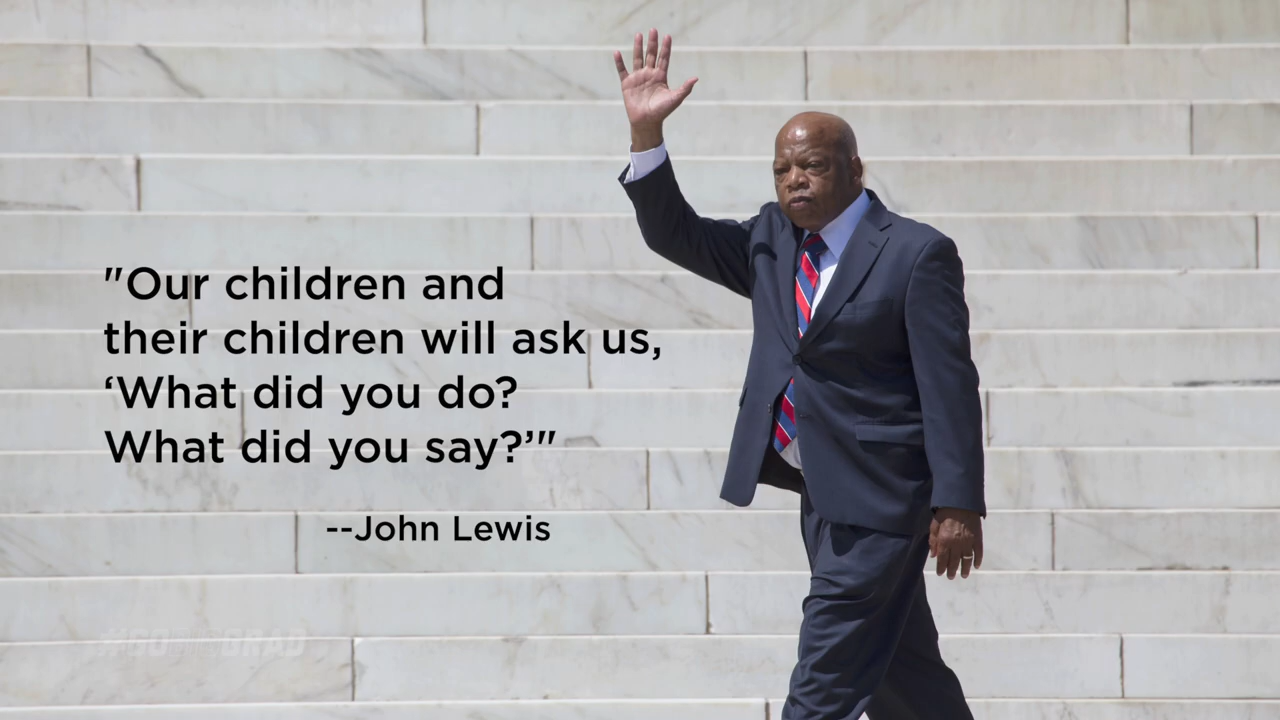 "Our children and
their children will ask us,
‘What did you do?
What did you say?’"
--John Lewis